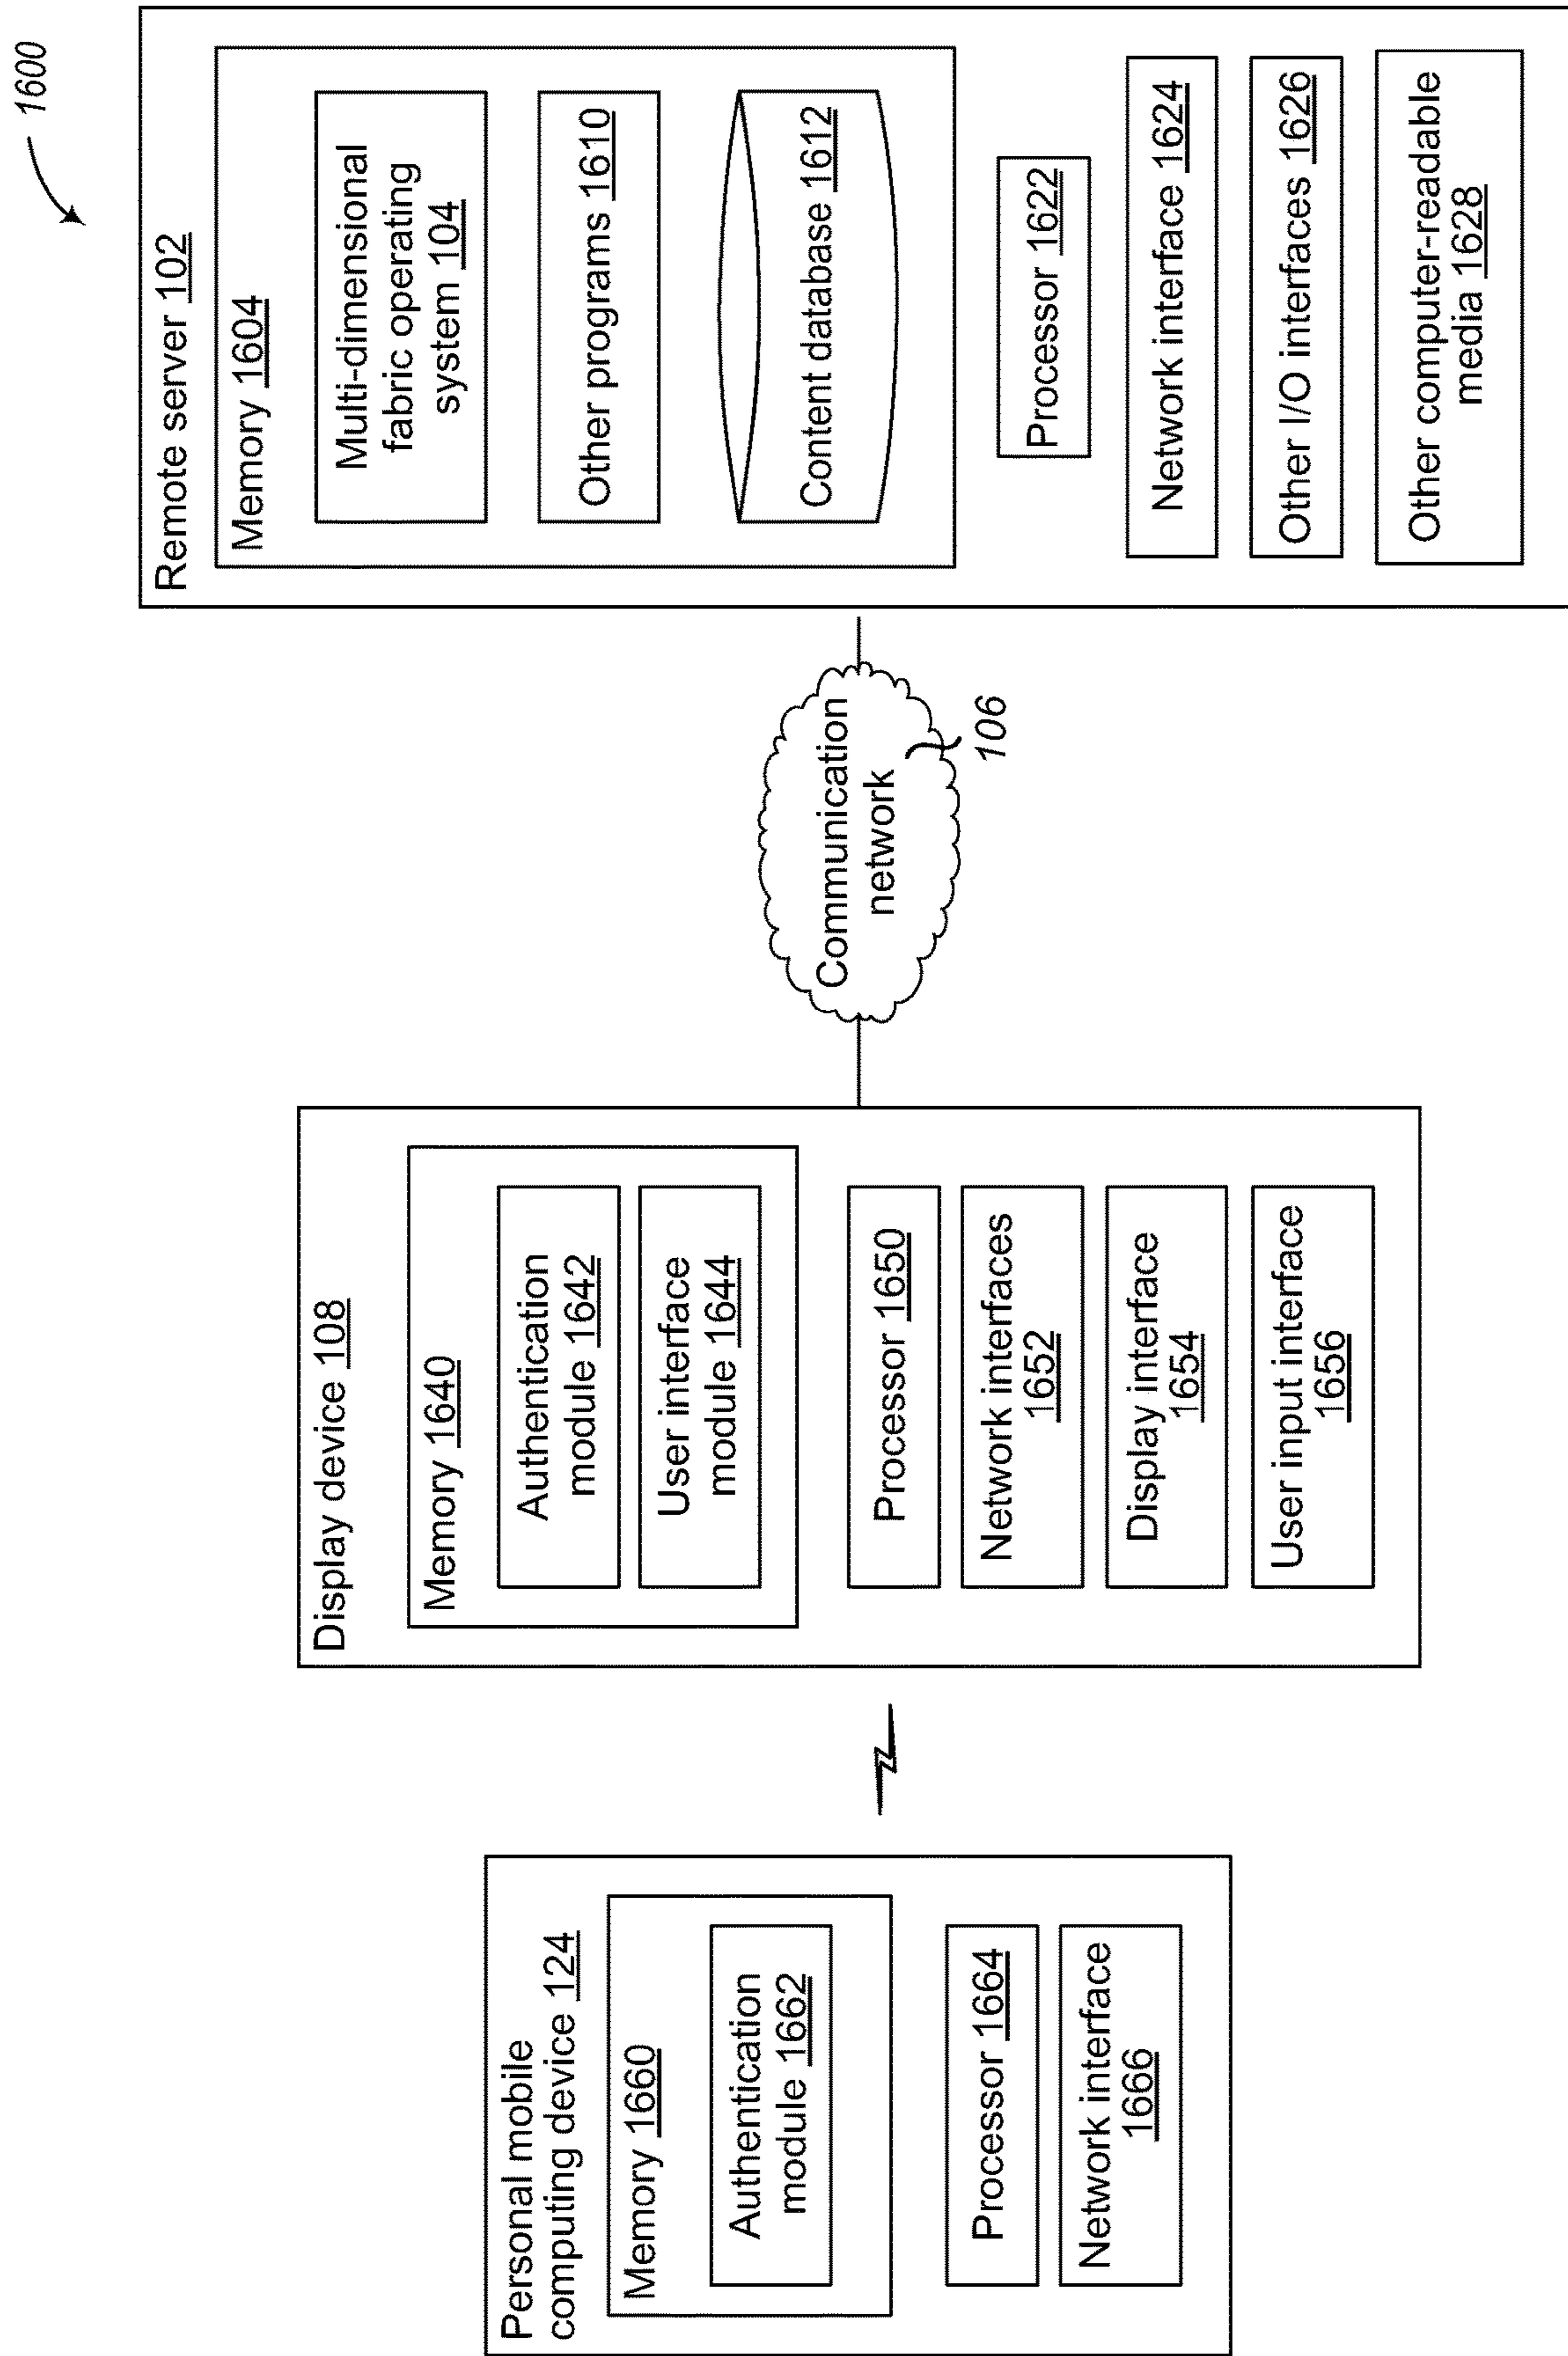 1600
Personal mobile
computing device 124
Memory 1660
Authentication
module 1662
Processor 1664
Network interface
1666
Display device 108
Memory 1640
Authentication
module 1642
User interface
module 1644
Processor 1650
Network interfaces
1652
Display interface
1654
User input interface
1656
Communication
network
106
Remote server 102
Memory 1604
Multi-dimensional
fabric operating
system 104
Other programs 1610
Content database 1612
Processor 1622
Network interface 1624
Other I/O interfaces 1626
Other computer-readable
media 1628